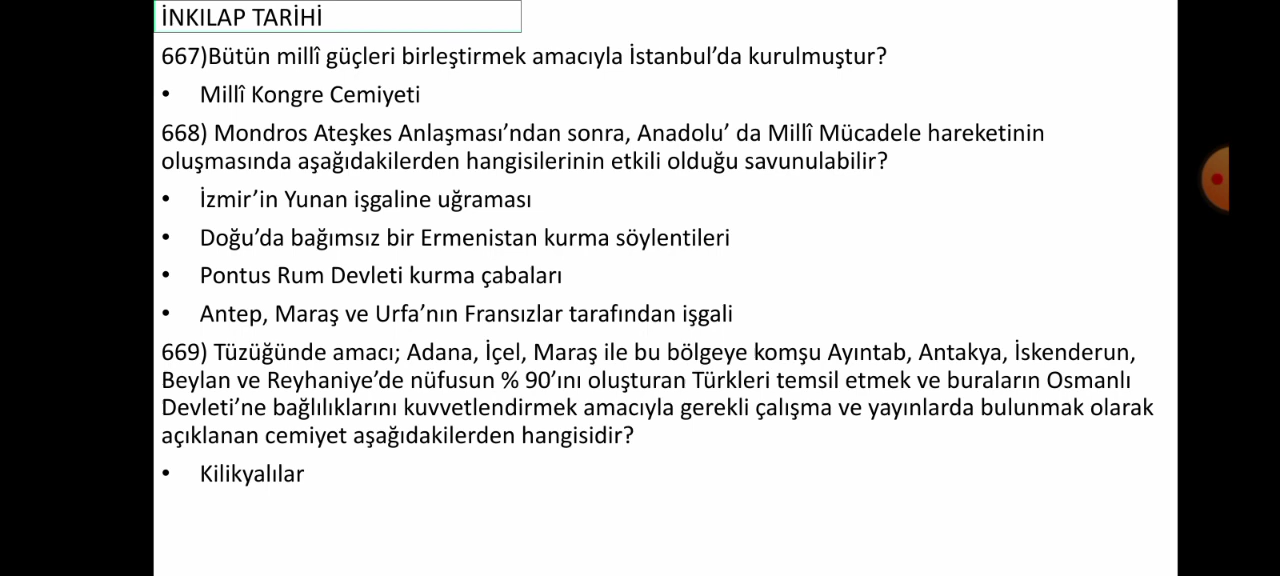 İNKILAP TARİHİ
667)Bütün millî güçleri birleştirmek amacıyla İstanbul’da kurulmuştur?
• Millî Kongre Cemiyeti
668) Mondros Ateşkes Anlaşması’ndan sonra, Anadolu’ da Millî Mücadele hareketinin
oluşmasında aşağıdakilerden hangisilerinin etkili olduğu savunulabilir?
• İzmir’in Yunan işgaline uğraması
• Doğu’da bağımsız bir Ermenistan kurma söylentileri
• Pontus Rum Devleti kurma çabaları
• Antep, Maraş ve Urfa’nın Fransızlar tarafından işgali
669) Tüzüğünde amacı; Adana, İçel, Maraş ile bu bölgeye komşu Ayıntab, Antakya, İskenderun,
Beylan ve Reyhaniye’de nüfusun % 90’ını oluşturan Türkleri temsil etmek ve buraların Osmanlı
Devleti’ne bağlılıklarını kuvvetlendirmek amacıyla gerekli çalışma ve yayınlarda bulunmak olarak
açıklanan cemiyet aşağıdakilerden hangisidir?
• Kilikyalılar